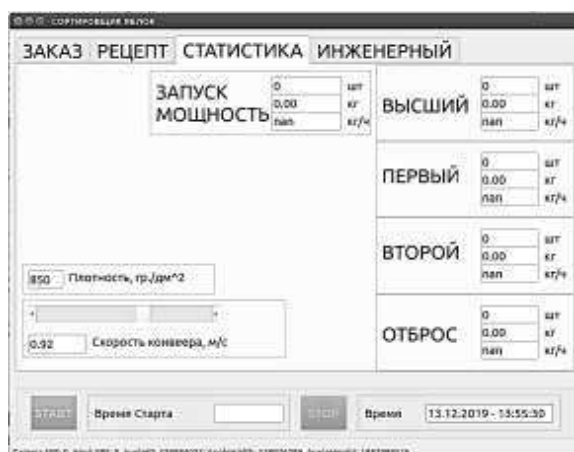 СОРТИРОВЩИК ЯБЛОК
ЗАКАЗ РЕЦЕПТ СТАТИСТИКА ИНЖЕНЕРНЫЙ
ЗАПУСК
МОЩНОСТЬ
0 шт
0.00 кг
nan кг/ч
ВЫСШИЙ
0 шт
0.00 кг
nan кг/ч
ПЕРВЫЙ
0 шт
0.00 кг
nan кг/ч
ВТОРОЙ
0 шт
0.00 кг
nan кг/ч
ОТБРОС
0 шт
0.00 кг
nan кг/ч
850 Плотность, гр./дм^2
0.92 Скорость конвеера, м/с
START Время Старта STOP Время 13.12.2019 - 13:55:30